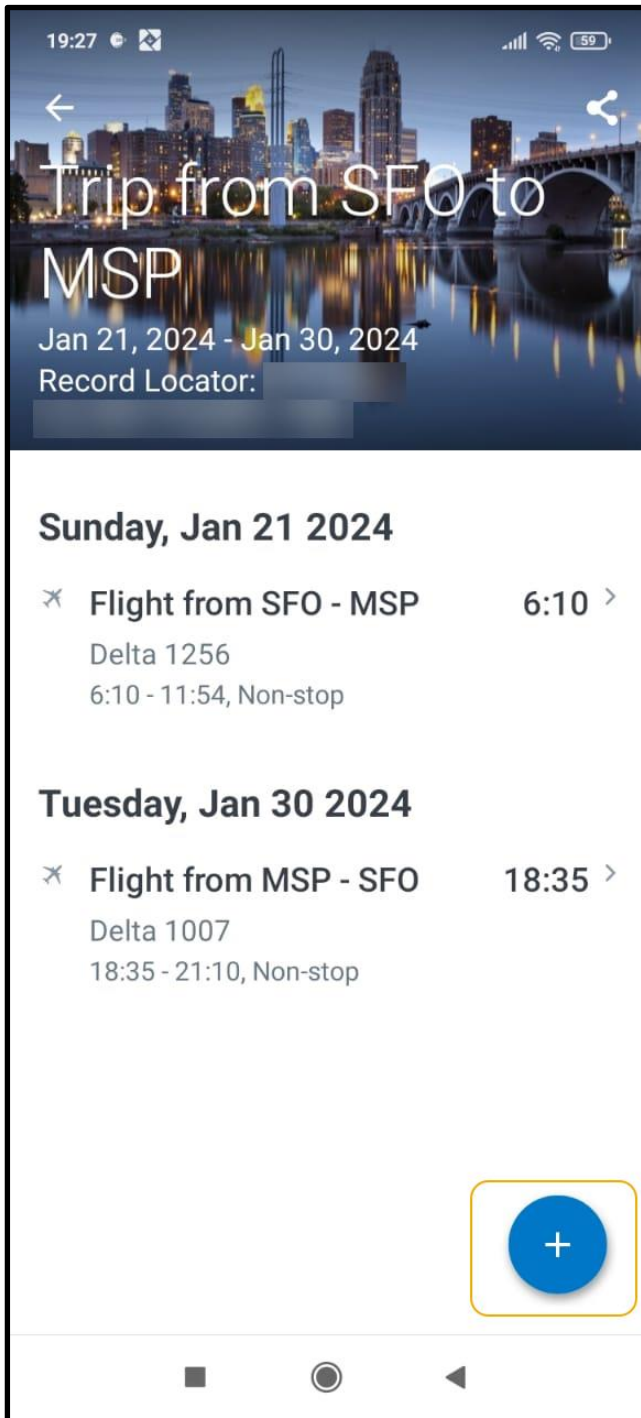 19:27
59
Trip from SFO to
MSP
Jan 21, 2024 - Jan 30, 2024
Record Locator:
Sunday, Jan 21 2024
Flight from SFO - MSP 6:10
Delta 1256
6:10 - 11:54, Non-stop
Tuesday, Jan 30 2024
Flight from MSP - SFO 18:35
Delta 1007
18:35 - 21:10, Non-stop
+